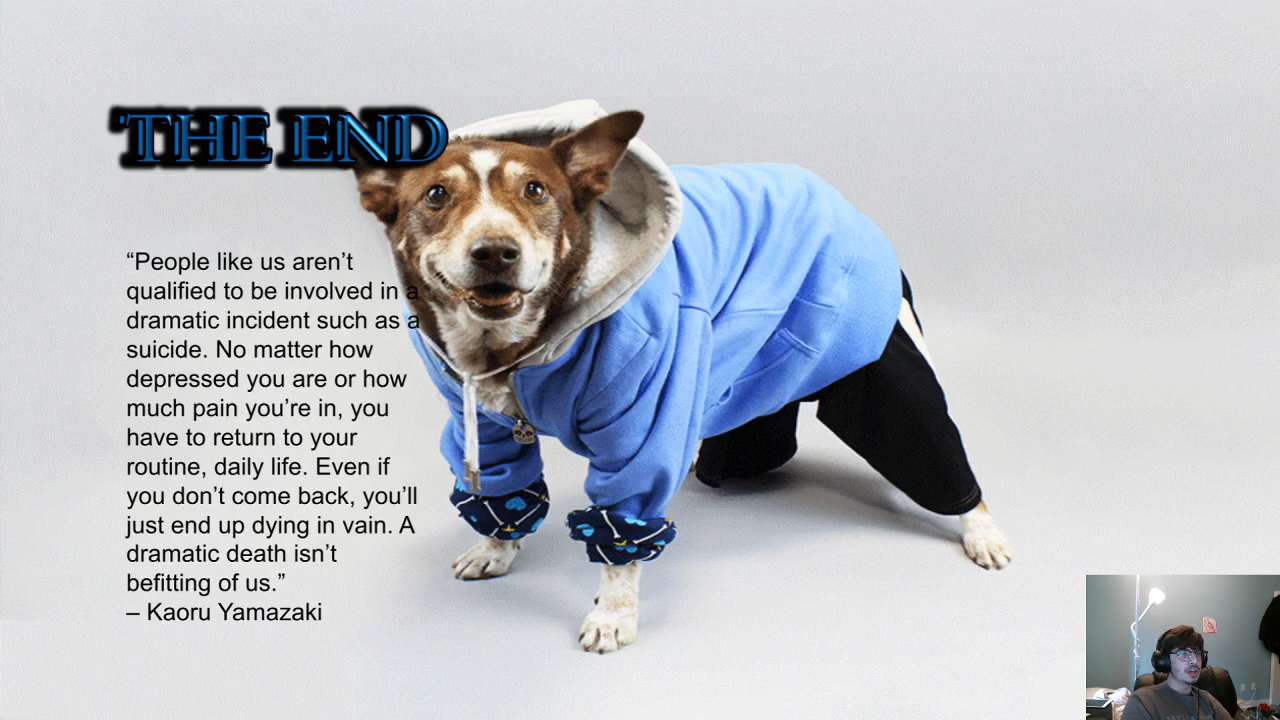 THE END
“People like us aren’t
qualified to be involved in a
dramatic incident such as a
suicide. No matter how
depressed you are or how
much pain you’re in, you
have to return to your
routine, daily life. Even if
you don’t come back, you’ll
just end up dying in vain. A
dramatic death isn’t
befitting of us.”
– Kaoru Yamazaki